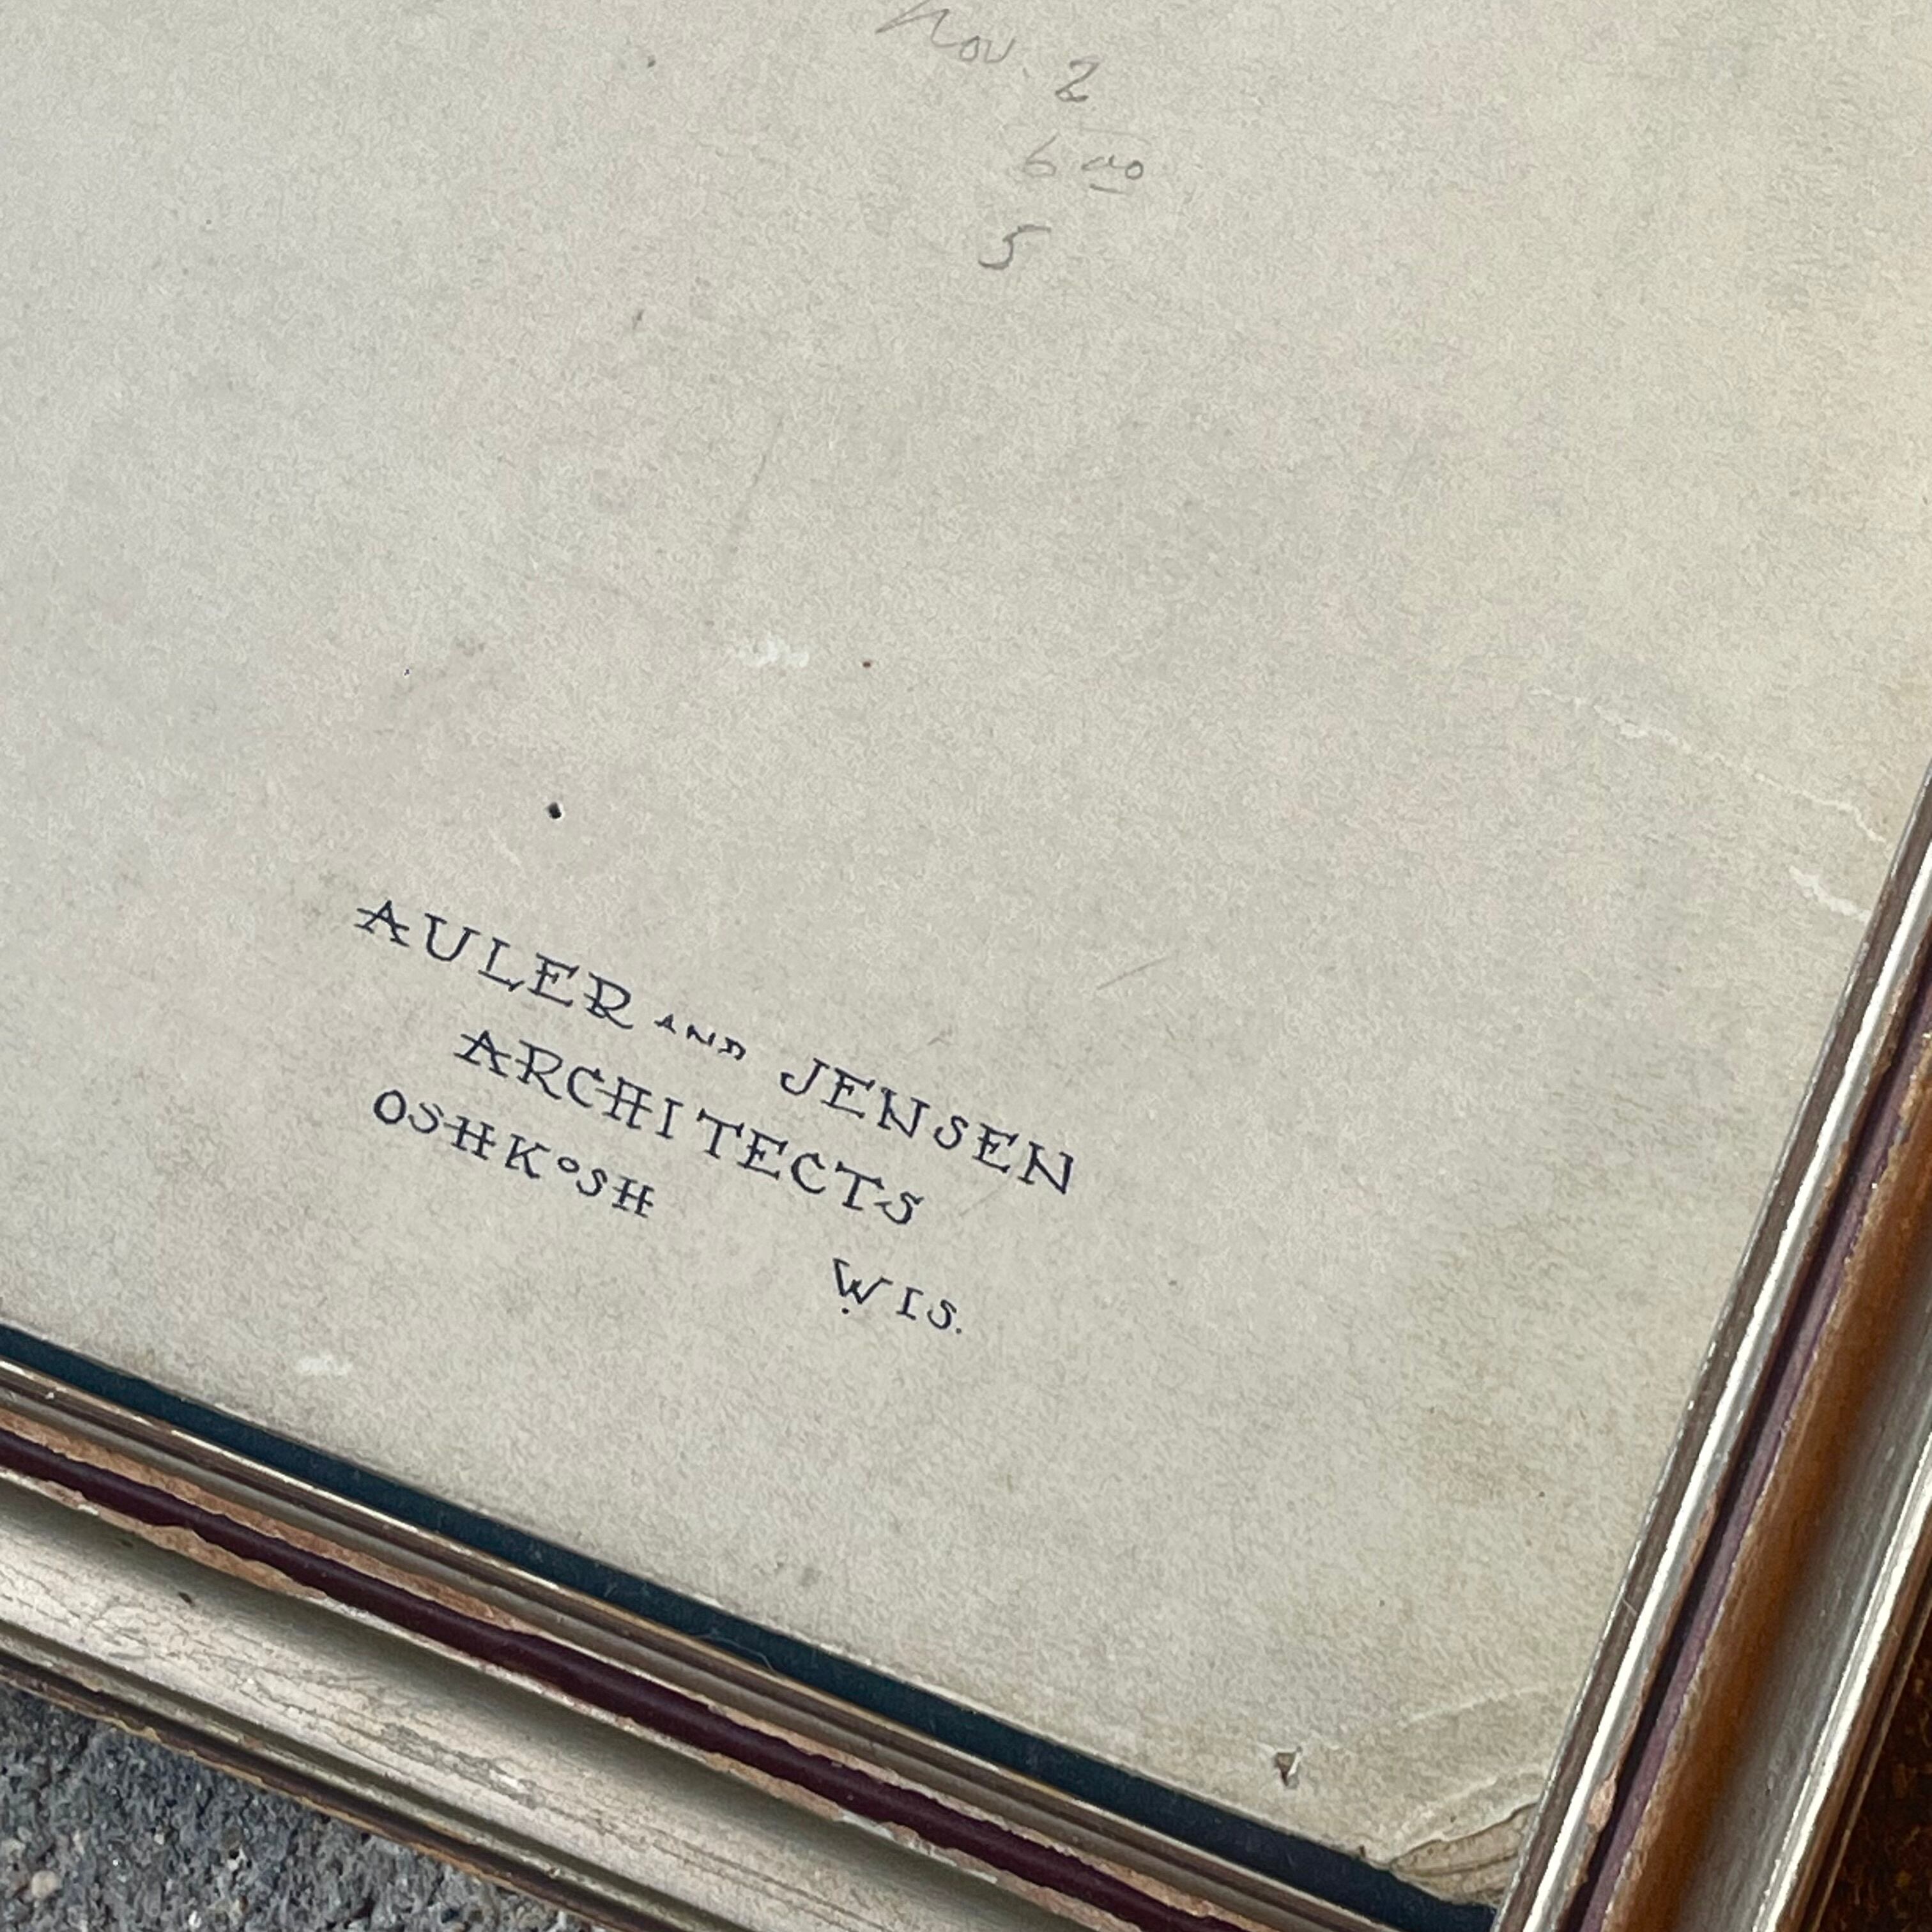 Nov. 2
6 00
5
AULER AND JENSEN
ARCHITECTS
OSHKOSH WIS.